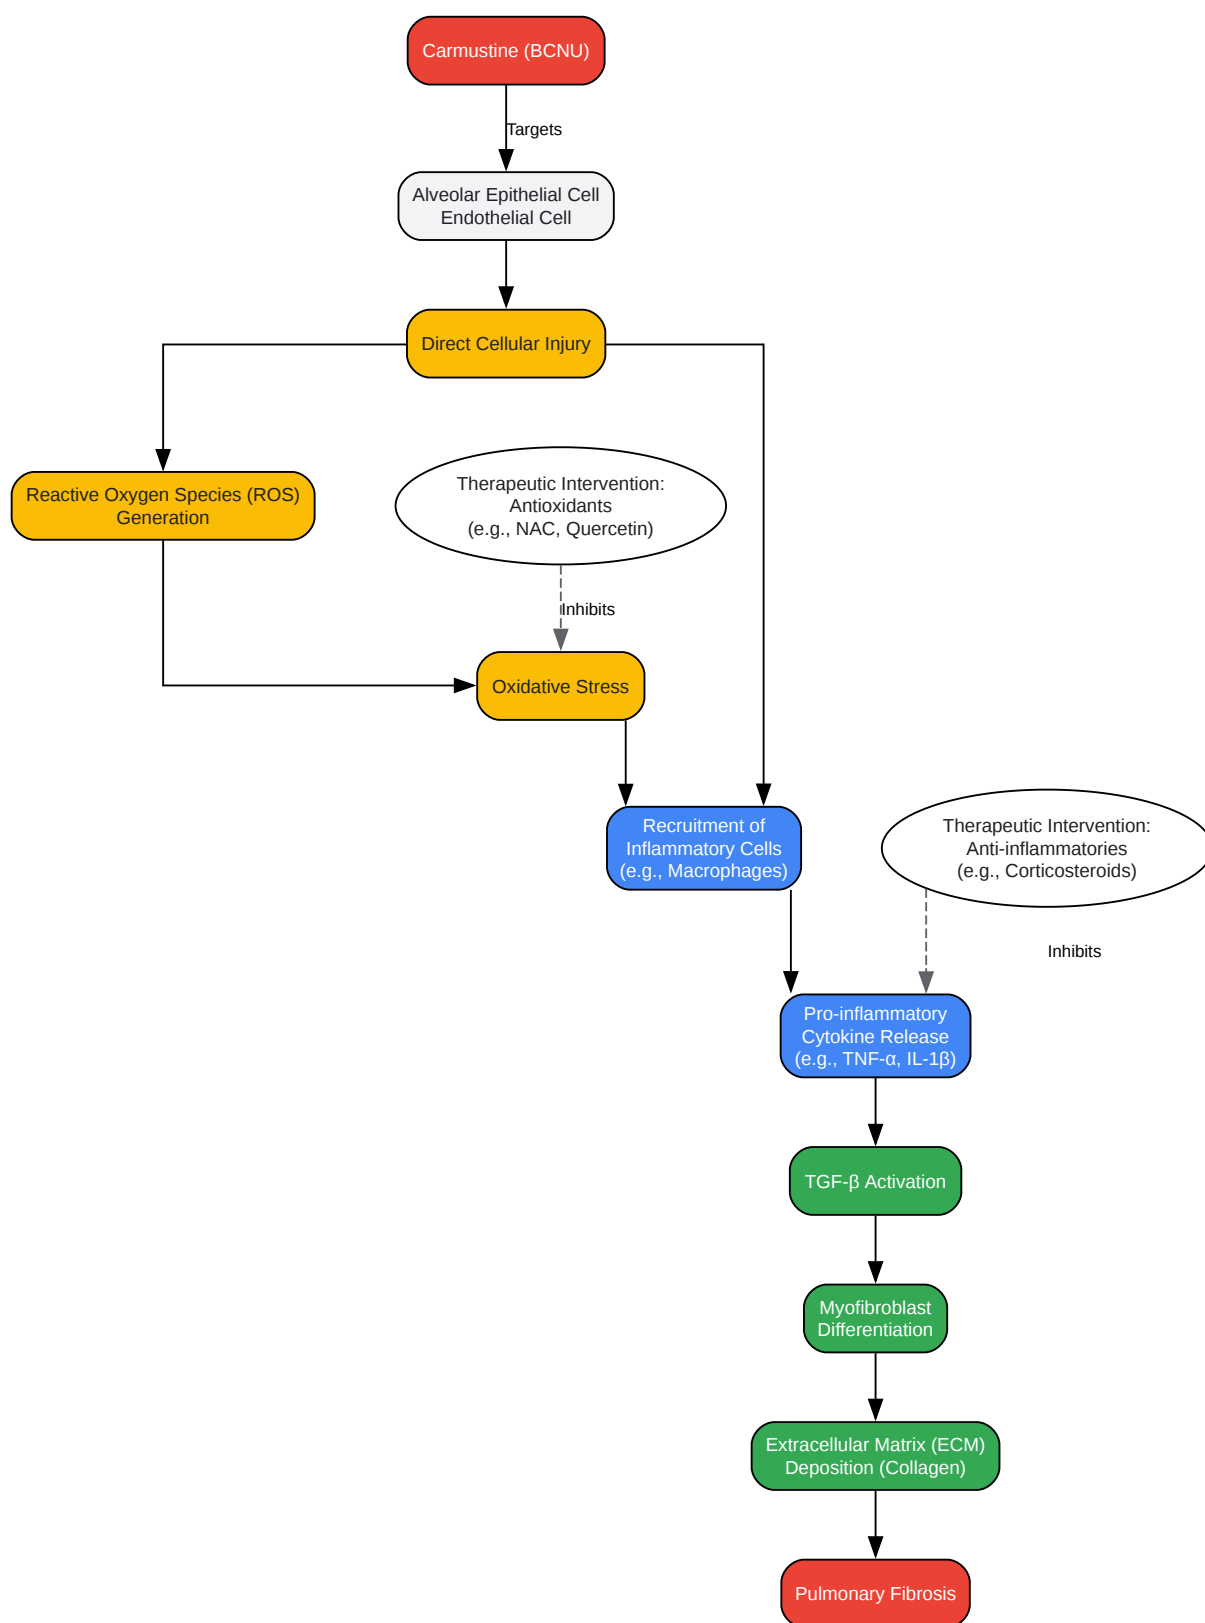 Carmustine (BCNU)
Targets
Alveolar Epithelial Cell
Endothelial Cell
Direct Cellular Injury
Reactive Oxygen Species (ROS)
Generation
Therapeutic Intervention:
Antioxidants
(e.g., NAC, Quercetin)
Inhibits
Oxidative Stress
Recruitment of
Inflammatory Cells
(e.g., Macrophages)
Therapeutic Intervention:
Anti-inflammatories
(e.g., Corticosteroids)
Inhibits
Pro-inflammatory
Cytokine Release
(e.g., TNF-α, IL-1β)
TGF-β Activation
Myofibroblast
Differentiation
Extracellular Matrix (ECM)
Deposition (Collagen)
Pulmonary Fibrosis